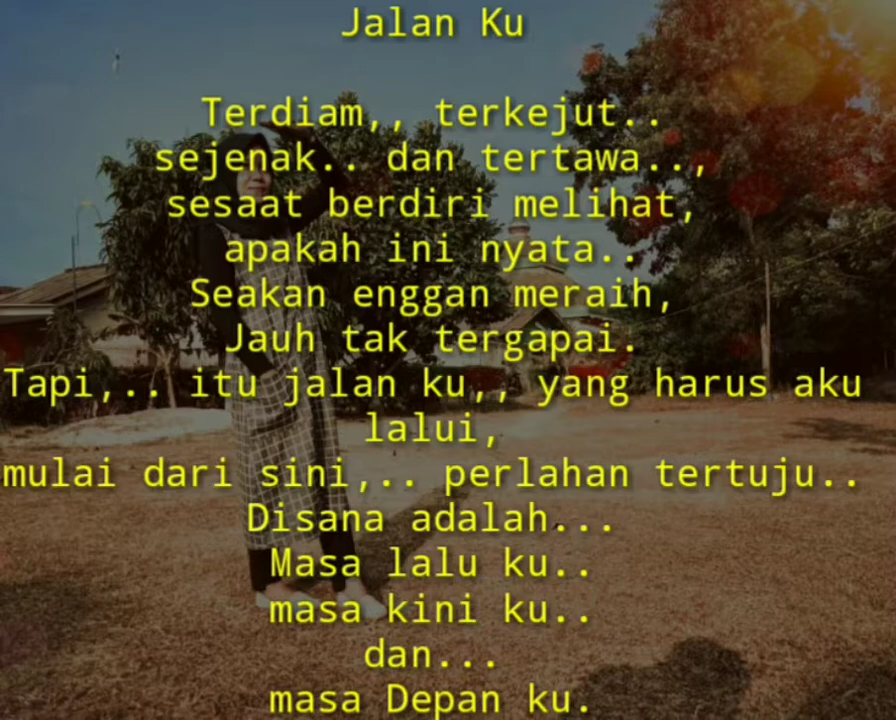 Jalan Ku
Terdiam,, terkejut..
sejenak.. dan tertawa..,
sesaat berdiri melihat,
apakah ini nyata..
Seakan enggan meraih,
Jauh tak tergapai.
Tapi,.. itu jalan ku,, yang harus aku
lalui,
mulai dari sini,.. perlahan tertuju..
Disana adalah...
Masa lalu ku..
masa kini ku..
dan...
masa Depan ku.